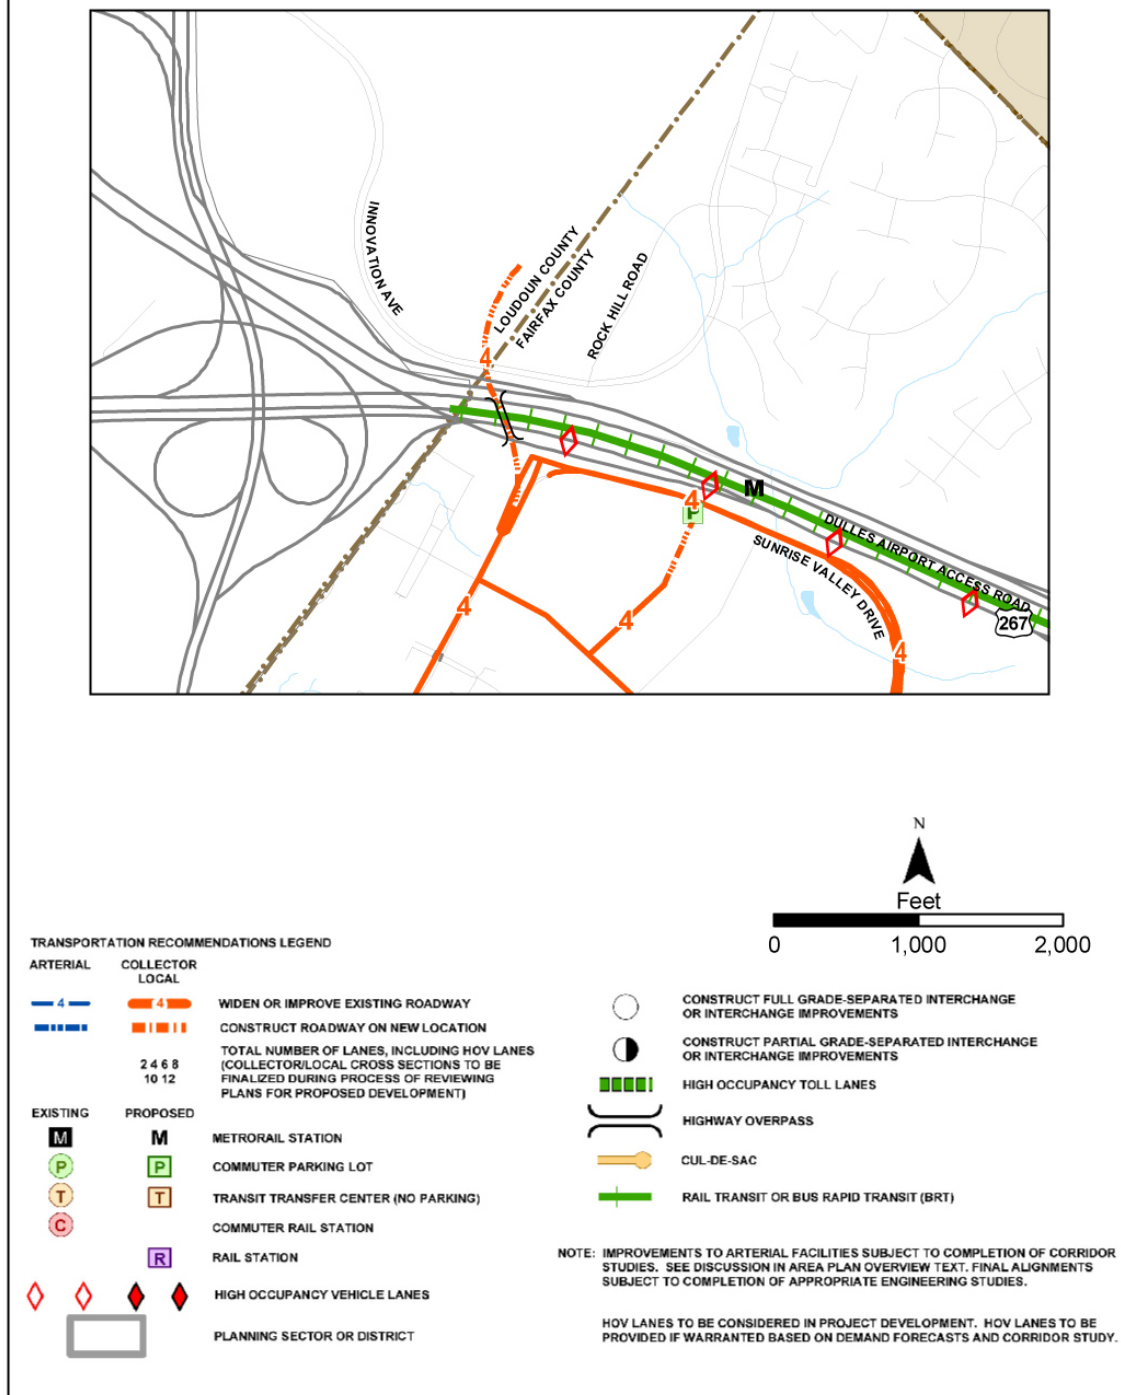 INNOVATION AVE
LOUDOUN COUNTY
FAIRFAX COUNTY
ROCK HILL ROAD
4
M
4
P
DULLES AIRPORT ACCESS ROAD
SUNRISE VALLEY DRIVE
267
4
4
4
N
Feet
0 1,000 2,000
TRANSPORTATION RECOMMENDATIONS LEGEND
ARTERIAL COLLECTOR
LOCAL
4 4 WIDEN OR IMPROVE EXISTING ROADWAY
CONSTRUCT ROADWAY ON NEW LOCATION
2 4 6 8
10 12
TOTAL NUMBER OF LANES, INCLUDING HOV LANES
(COLLECTOR/LOCAL CROSS SECTIONS TO BE
FINALIZED DURING PROCESS OF REVIEWING
PLANS FOR PROPOSED DEVELOPMENT)
EXISTING PROPOSED
M M METRORAIL STATION
P P COMMUTER PARKING LOT
T T TRANSIT TRANSFER CENTER (NO PARKING)
C COMMUTER RAIL STATION
R RAIL STATION
HIGH OCCUPANCY VEHICLE LANES
PLANNING SECTOR OR DISTRICT
CONSTRUCT FULL GRADE-SEPARATED INTERCHANGE
OR INTERCHANGE IMPROVEMENTS
CONSTRUCT PARTIAL GRADE-SEPARATED INTERCHANGE
OR INTERCHANGE IMPROVEMENTS
HIGH OCCUPANCY TOLL LANES
HIGHWAY OVERPASS
CUL-DE-SAC
RAIL TRANSIT OR BUS RAPID TRANSIT (BRT)
NOTE: IMPROVEMENTS TO ARTERIAL FACILITIES SUBJECT TO COMPLETION OF CORRIDOR
STUDIES. SEE DISCUSSION IN AREA PLAN OVERVIEW TEXT. FINAL ALIGNMENTS
SUBJECT TO COMPLETION OF APPROPRIATE ENGINEERING STUDIES.
HOV LANES TO BE CONSIDERED IN PROJECT DEVELOPMENT. HOV LANES TO BE
PROVIDED IF WARRANTED BASED ON DEMAND FORECASTS AND CORRIDOR STUDY.